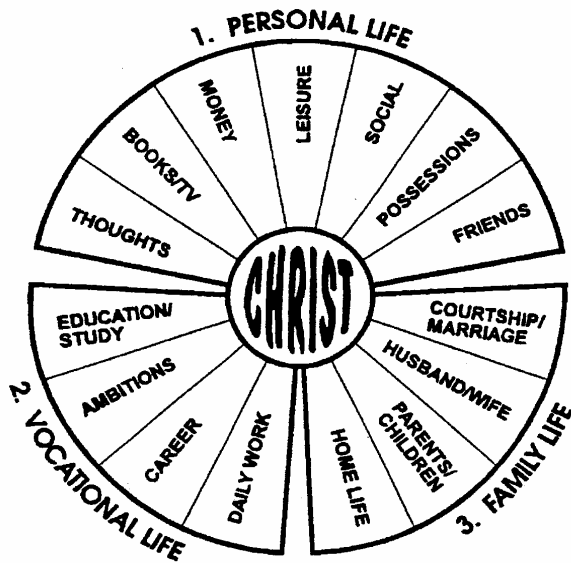 1. PERSONAL LIFE
THOUGHTS
BOOKS/TV
MONEY
LEISURE
SOCIAL
POSSESSIONS
FRIENDS
CHRIST
2. VOCATIONAL LIFE
EDUCATION/
STUDY
AMBITIONS
CAREER
DAILY WORK
3. FAMILY LIFE
COURTSHIP/
MARRIAGE
HUSBAND/WIFE
PARENTS/
CHILDREN
HOME LIFE